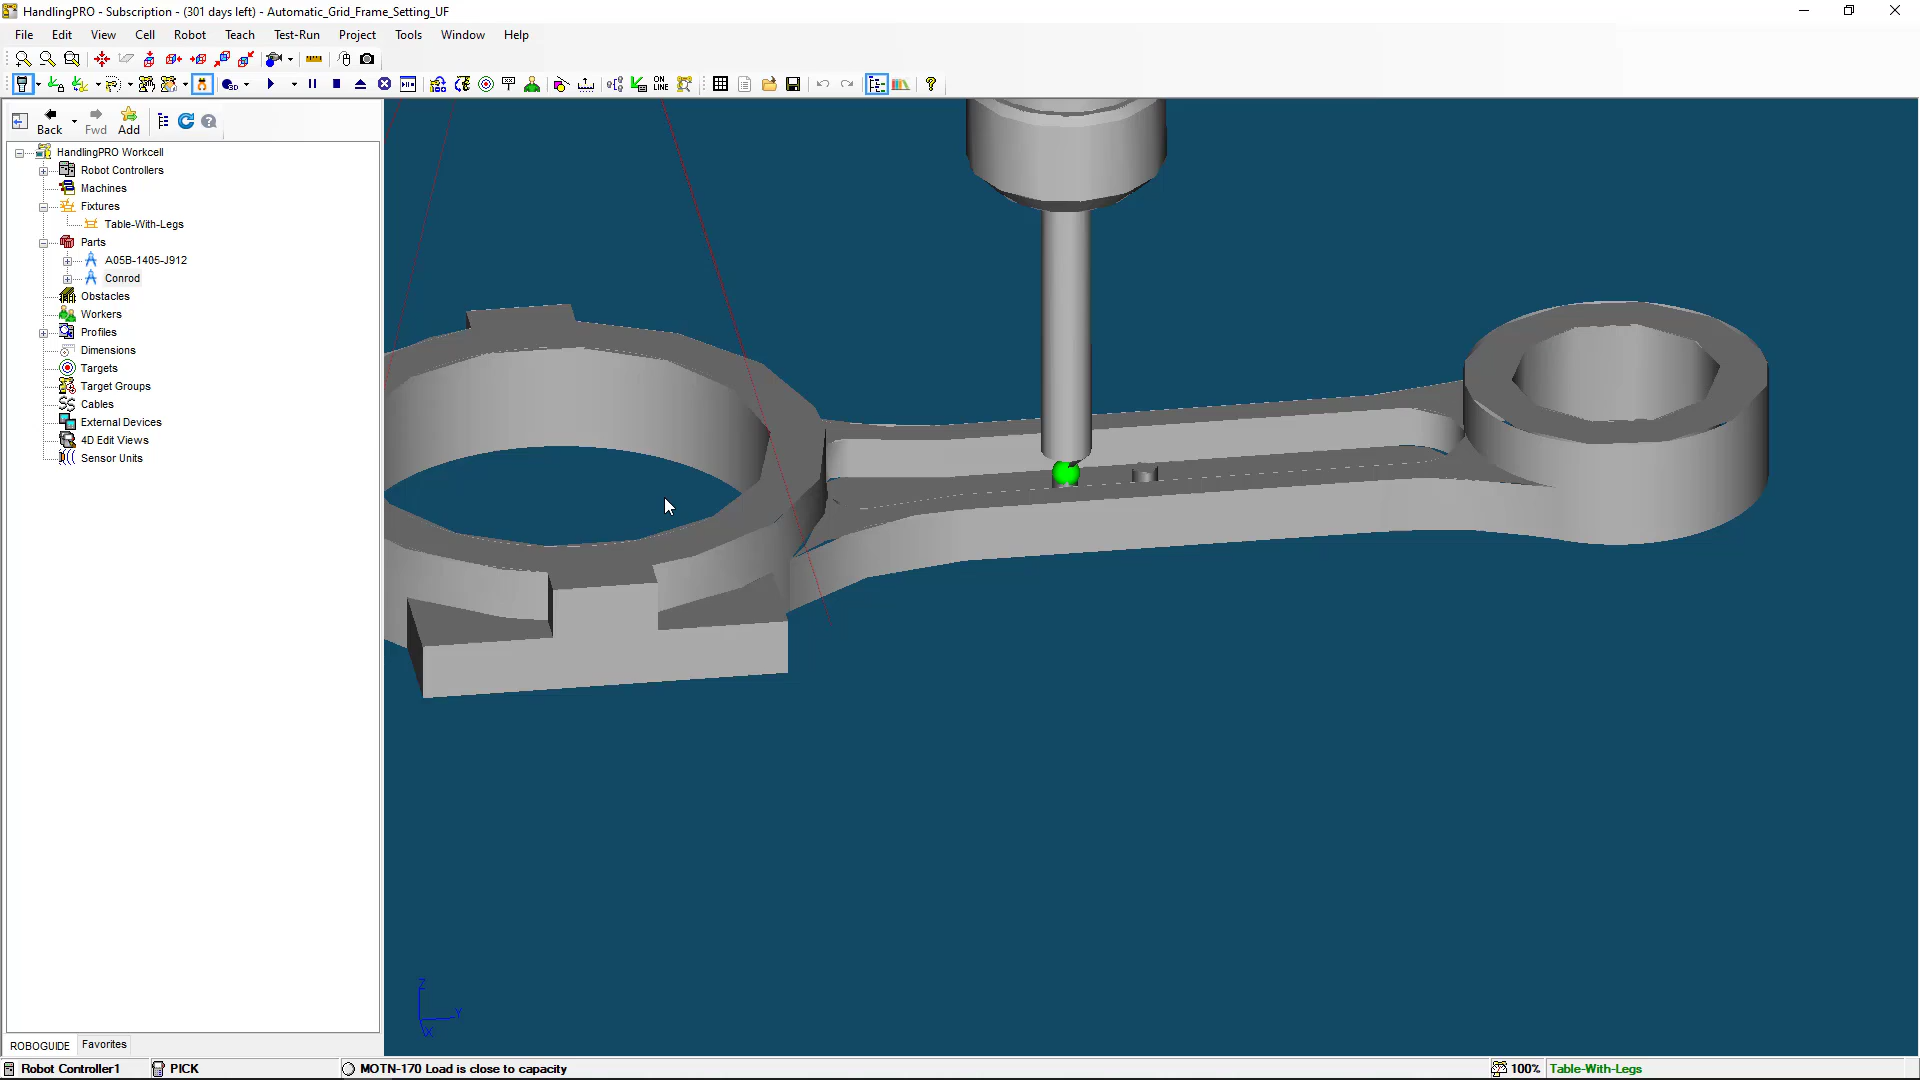 HandlingPRO - Subscription - (301 days left) - Automatic_Grid_Frame_Setting_UF
File Edit View Cell Robot Teach Test-Run Project Tools Window Help
ON
LINE
Back Fwd Add
HandlingPRO Workcell
Robot Controllers
Machines
Fixtures
Table-With-Legs
Parts
A05B-1405-J912
Conrod
Obstacles
Workers
Profiles
Dimensions
Targets
Target Groups
Cables
External Devices
4D Edit Views
Sensor Units
Z
Y
X
ROBOGUIDE Favorites
Robot Controller1 PICK MOTN-170 Load is close to capacity 100% Table-With-Legs